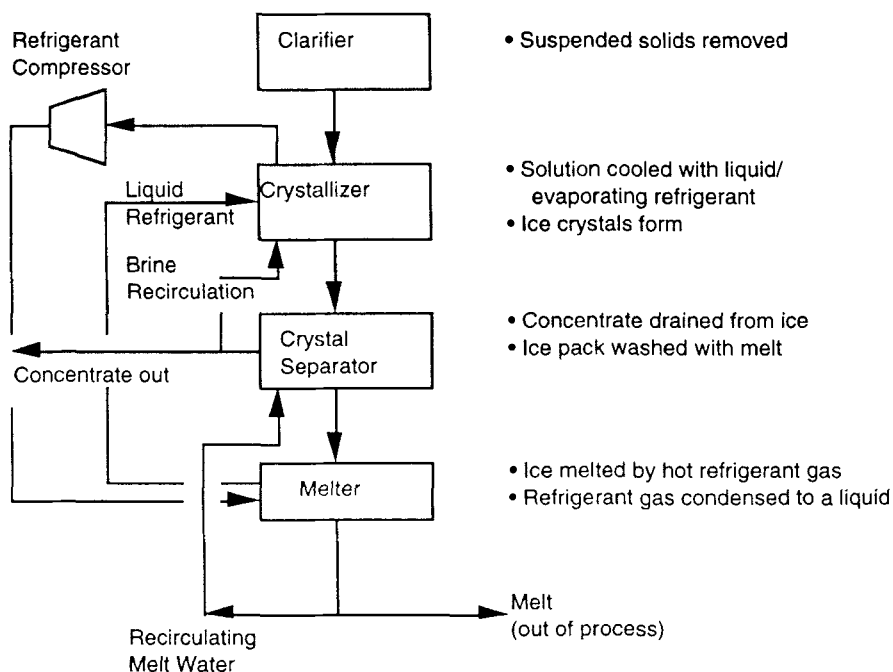 Refrigerant
Compressor
Clarifier
• Suspended solids removed
Liquid
Refrigerant
Crystallizer
• Solution cooled with liquid/
evaporating refrigerant
• Ice crystals form
Brine
Recirculation
Crystal
Separator
• Concentrate drained from ice
• Ice pack washed with melt
Concentrate out
Melter
• Ice melted by hot refrigerant gas
• Refrigerant gas condensed to a liquid
Melt
(out of process)
Recirculating
Melt Water